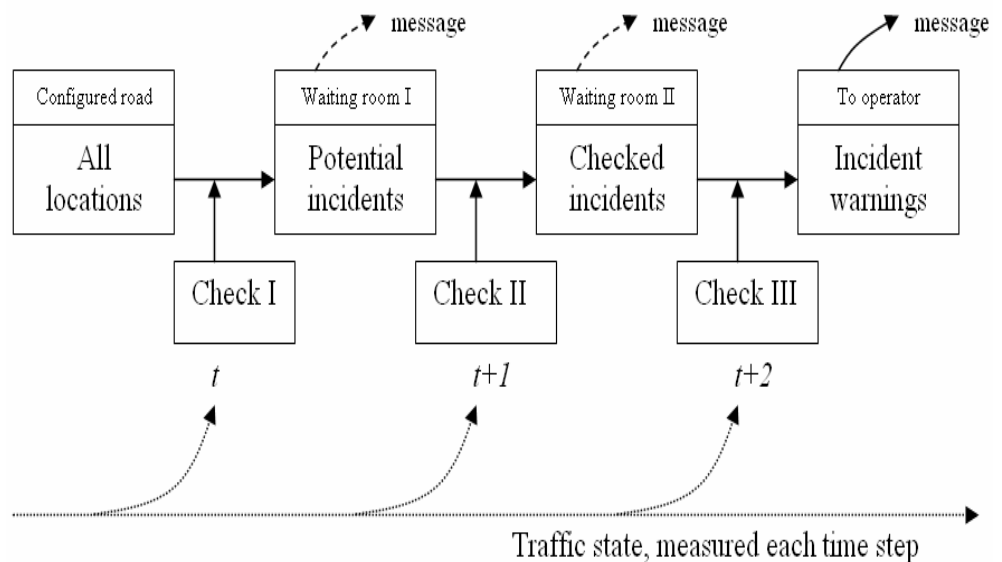 message
message
message
Configured road
Waiting room I
Waiting room II
To operator
All
locations
Potential
incidents
Checked
incidents
Incident
warnings
Check I
Check II
Check III
t
t+1
t+2
Traffic state, measured each time step